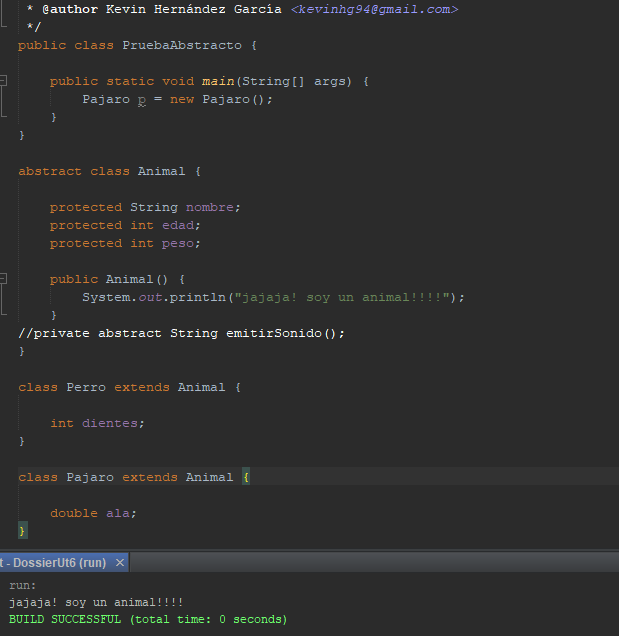 * @author Kevin Hernández García <kevinhg94@gmail.com>
*/
public class PruebaAbstracto {
public static void main(String[] args) {
Pajaro p = new Pajaro();
}
}
abstract class Animal {
protected String nombre;
protected int edad;
protected int peso;
public Animal() {
System.out.println("jajaja! soy un animal!!!!");
}
//private abstract String emitirSonido();
}
class Perro extends Animal {
int dientes;
}
class Pajaro extends Animal {
double ala;
}
t - DossierUt6 (run) ×
run:
jajaja! soy un animal!!!!
BUILD SUCCESSFUL (total time: 0 seconds)